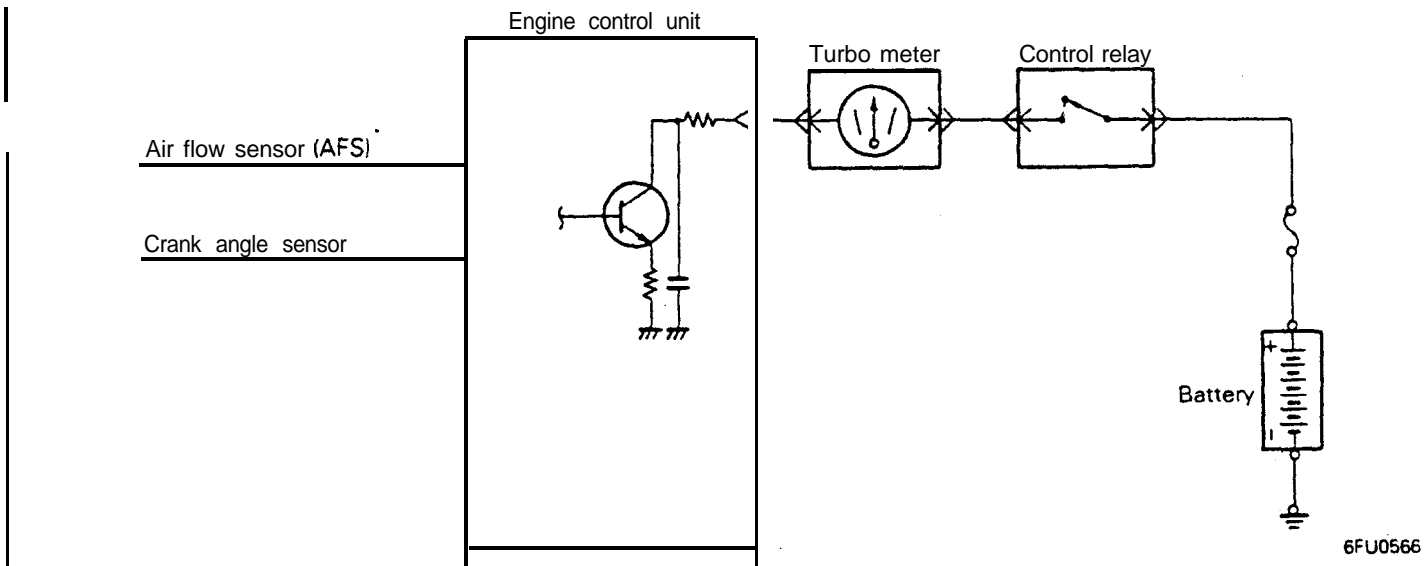 Engine control unit
Turbo meter
Control relay
Air flow sensor (AFS)
Crank angle sensor
+
Battery
−
6FU0566